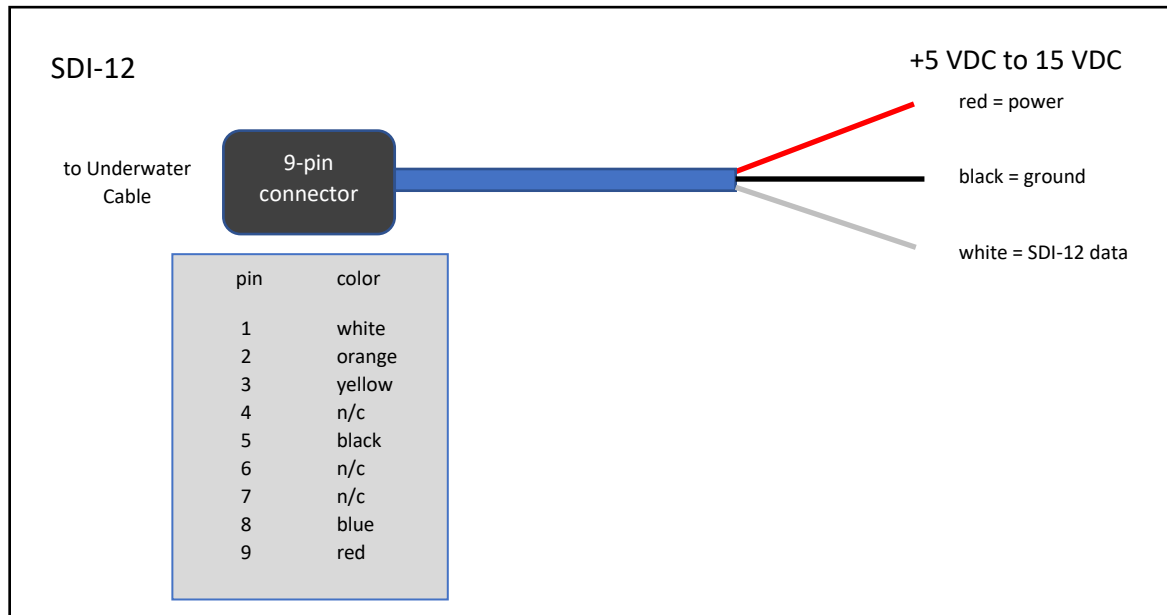 SDI-12
+5 VDC to 15 VDC
red = power
to Underwater
Cable
9-pin
connector
black = ground
white = SDI-12 data
pin color
1 white
2 orange
3 yellow
4 n/c
5 black
6 n/c
7 n/c
8 blue
9 red